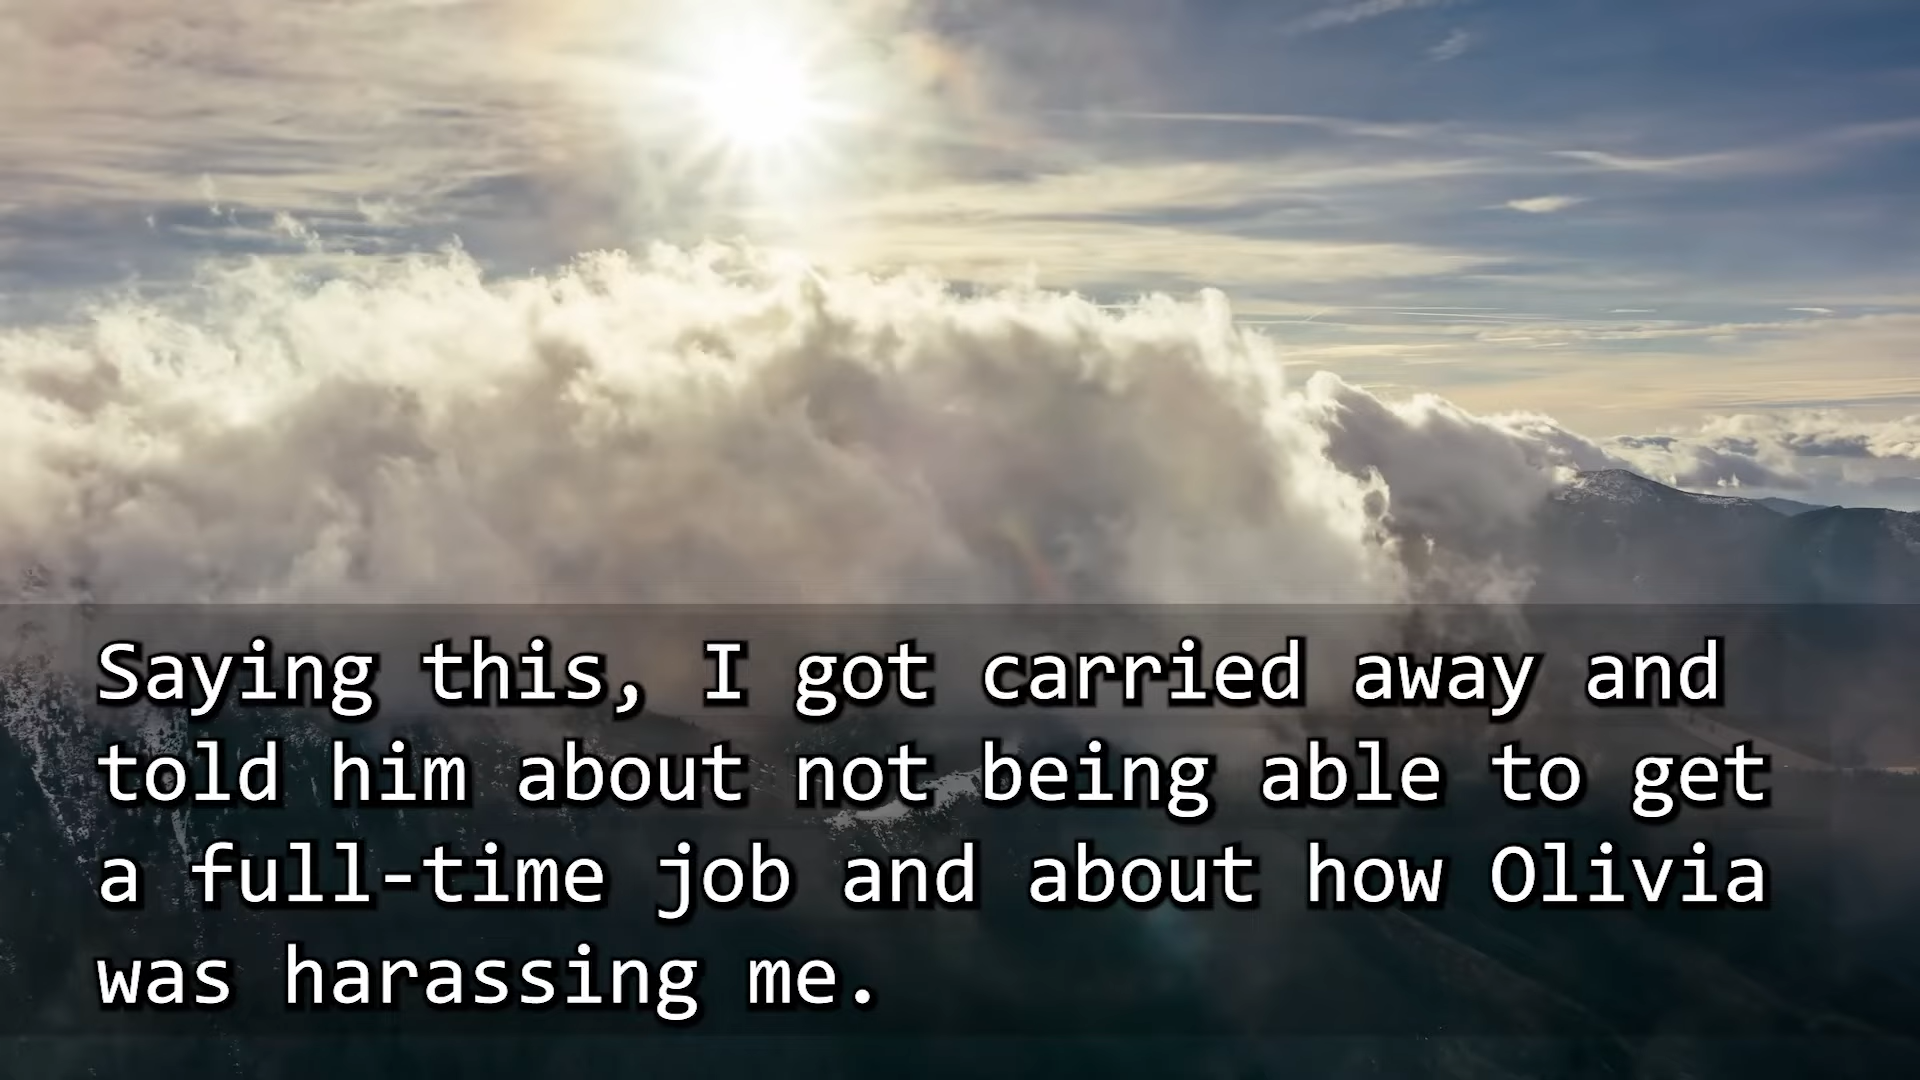 Saying this, I got carried away and
told him about not being able to get
a full-time job and about how Olivia
was harassing me.